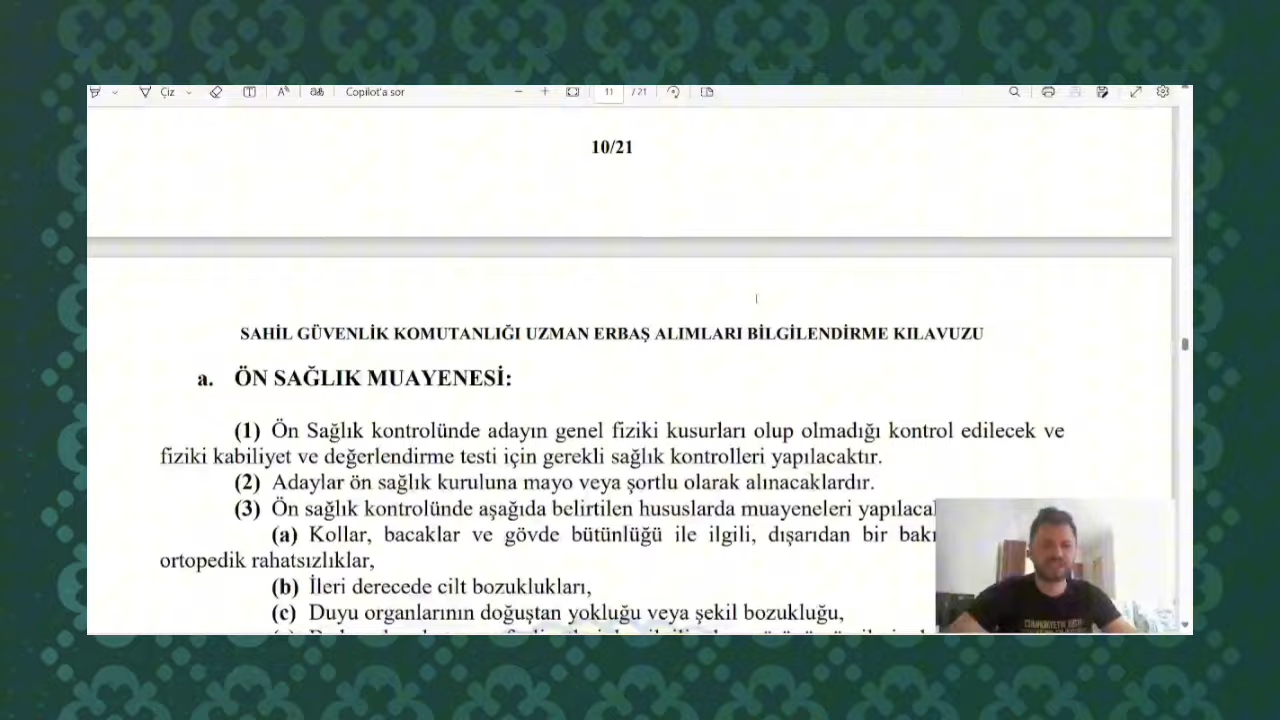 Çiz
Copilot'a sor
11 /21
10/21
SAHİL GÜVENLİK KOMUTANLIĞI UZMAN ERBAŞ ALIMLARI BİLGİLENDİRME KILAVUZU
a. ÖN SAĞLIK MUAYENESİ:
(1) Ön Sağlık kontrolünde adayın genel fiziki kusurları olup olmadığı kontrol edilecek ve
fiziki kabiliyet ve değerlendirme testi için gerekli sağlık kontrolleri yapılacaktır.
(2) Adaylar ön sağlık kuruluna mayo veya şortlu olarak alınacaklardır.
(3) Ön sağlık kontrolünde aşağıda belirtilen hususlarda muayeneleri
(a) Kollar, bacaklar ve gövde bütünlüğü ile ilgili, dışarıdan bir
ortopedik rahatsızlıklar,
(b) İleri derecede cilt bozuklukları,
(c) Duyu organlarının doğuştan yokluğu veya şekil bozukluğu,